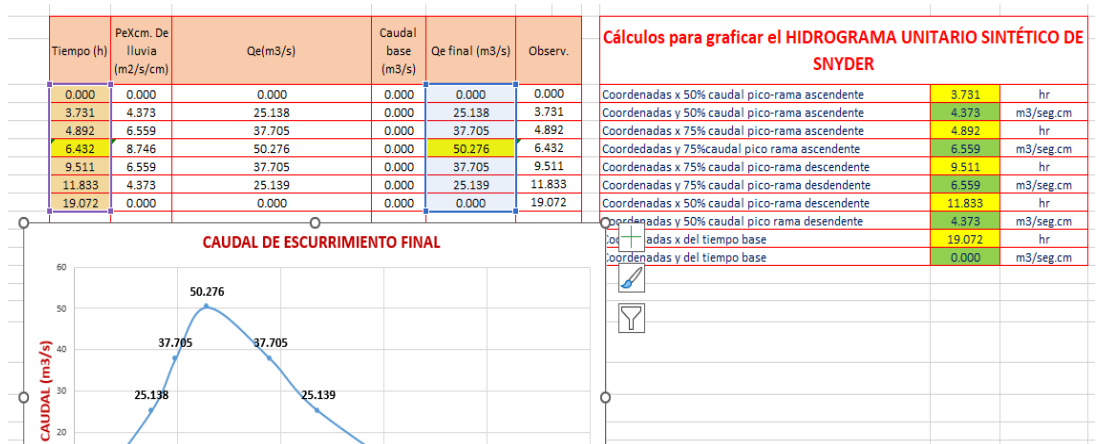 Tiempo (h) PeXcm. De lluvia (m2/s/cm) Qe(m3/s) Caudal base (m3/s) Qe final (m3/s) Observ.
0.000 0.000 0.000 0.000 0.000 0.000
3.731 4.373 25.138 0.000 25.138 3.731
4.892 6.559 37.705 0.000 37.705 4.892
6.432 8.746 50.276 0.000 50.276 6.432
9.511 6.559 37.705 0.000 37.705 9.511
11.833 4.373 25.139 0.000 25.139 11.833
19.072 0.000 0.000 0.000 0.000 19.072
Cálculos para graficar el HIDROGRAMA UNITARIO SINTÉTICO DE
SNYDER
Coordenadas x 50% caudal pico-rama ascendente 3.731 hr
Coordenadas y 50% caudal pico-rama ascendente 4.373 m3/seg.cm
Coordenadas x 75% caudal pico-rama ascendente 4.892 hr
Coordedadas y 75%caudal pico rama ascendente 6.559 m3/seg.cm
Coordenadas x 75% caudal pico-rama descendente 9.511 hr
Coordenadas y 75% caudal pico-rama desdendente 6.559 m3/seg.cm
Coordenadas x 50% caudal pico-rama descendente 11.833 hr
Coordenadas y 50% caudal pico rama desendente 4.373 m3/seg.cm
adas x del tiempo base 19.072 hr
Coordenadas y del tiempo base 0.000 m3/seg.cm
CAUDAL DE ESCURRIMIENTO FINAL
CAUDAL (m3/s)
60
50
40
30
20
50.276
37.705 37.705
25.138 25.139